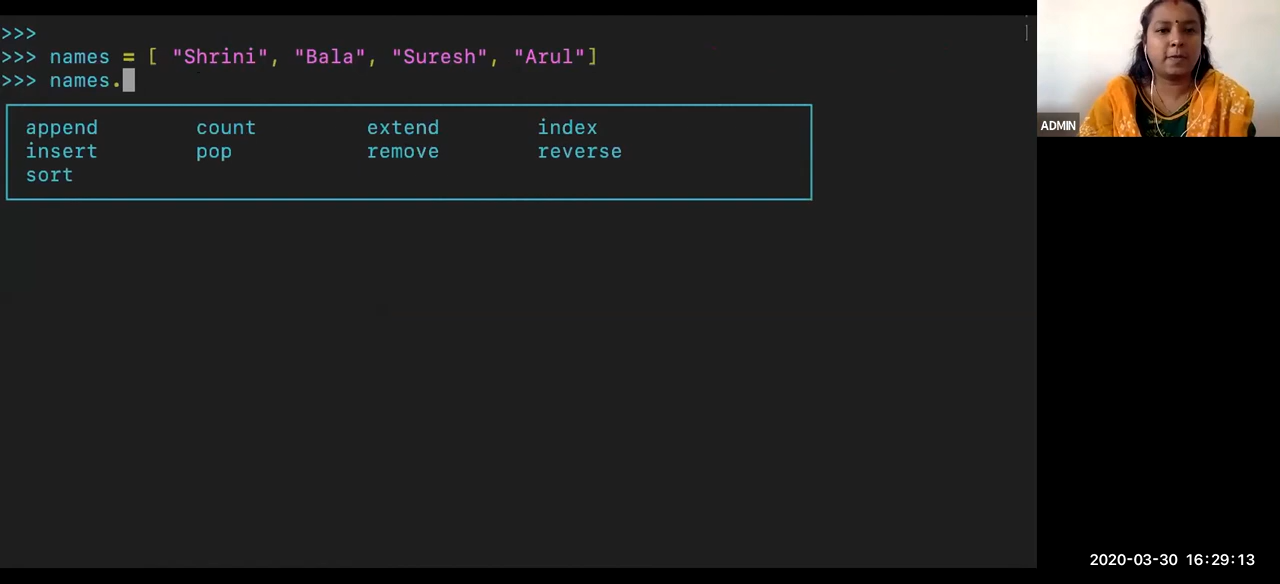 >>>
>>> names = [ "Shrini", "Bala", "Suresh", "Arul"]
>>> names.
append count extend index
insert pop remove reverse
sort
ADMIN
2020-03-30 16:29:13